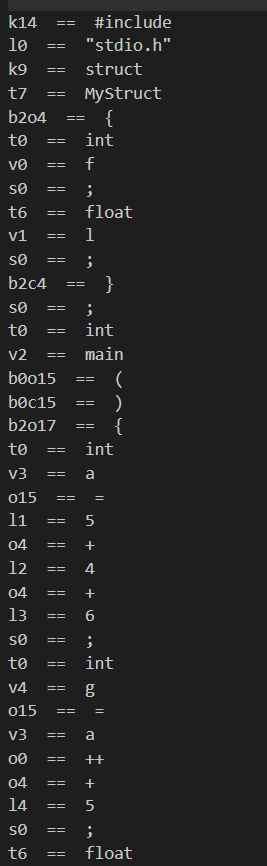 k14  ==  #include
l0  ==  "stdio.h"
k9  ==  struct
t7  ==  MyStruct
b2o4  ==  {
t0  ==  int
v0  ==  f
s0  ==  ;
t6  ==  float
v1  ==  l
s0  ==  ;
b2c4  ==  }
s0  ==  ;
t0  ==  int
v2  ==  main
b0o15  ==  (
b0c15  ==  )
b2o17  ==  {
t0  ==  int
v3  ==  a
o15  ==  =
l1  ==  5
o4  ==  +
l2  ==  4
o4  ==  +
l3  ==  6
s0  ==  ;
t0  ==  int
v4  ==  g
o15  ==  =
v3  ==  a
o0  ==  ++
o4  ==  +
l4  ==  5
s0  ==  ;
t6  ==  float